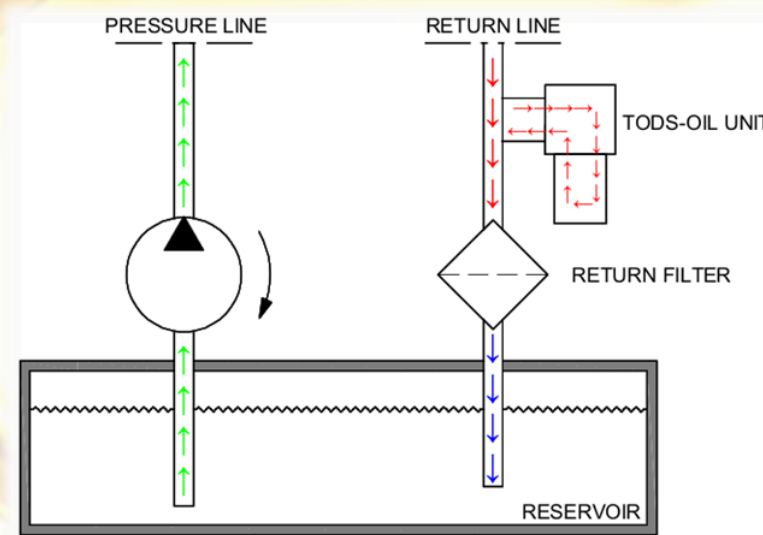 PRESSURE LINE
RETURN LINE
TODS-OIL UNIT
RETURN FILTER
RESERVOIR